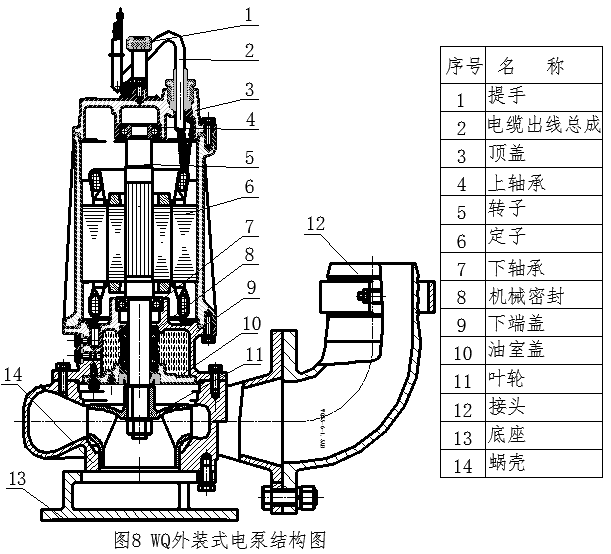 1
2
3
4
5
6
7
8
9
10
11
12
13
14
序号 名 称
1 提手
2 电缆出线总成
3 顶盖
4 上轴承
5 转子
6 定子
7 下轴承
8 机械密封
9 下端盖
10 油室盖
11 叶轮
12 接头
13 底座
14 蜗壳
图8 WQ外装式电泵结构图